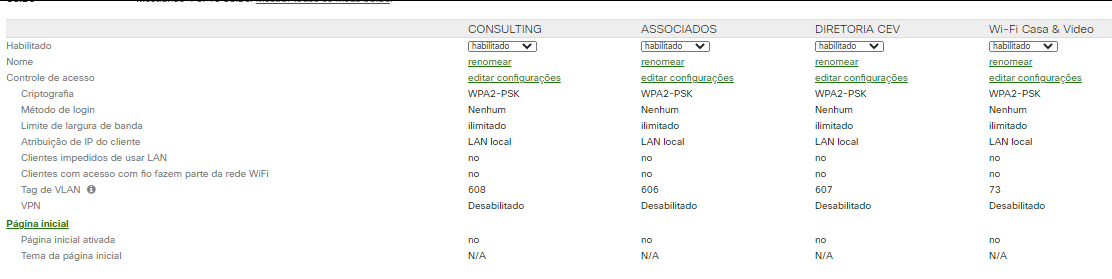 CONSULTING ASSOCIADOS DIRETORIA CEV Wi-Fi Casa & Video
Habilitado habilitado habilitado habilitado habilitado
Nome renomear renomear renomear renomear
Controle de acesso editar configurações editar configurações editar configurações editar configurações
Criptografia WPA2-PSK WPA2-PSK WPA2-PSK WPA2-PSK
Método de login Nenhum Nenhum Nenhum Nenhum
Limite de largura de banda ilimitado ilimitado ilimitado ilimitado
Atribuição de IP do cliente LAN local LAN local LAN local LAN local
Clientes impedidos de usar LAN no no no no
Clientes com acesso com fio fazem parte da rede WiFi no no no no
Tag de VLAN 608 606 607 73
VPN Desabilitado Desabilitado Desabilitado Desabilitado
Página inicial
Página inicial ativada no no no no
Tema da página inicial N/A N/A N/A N/A